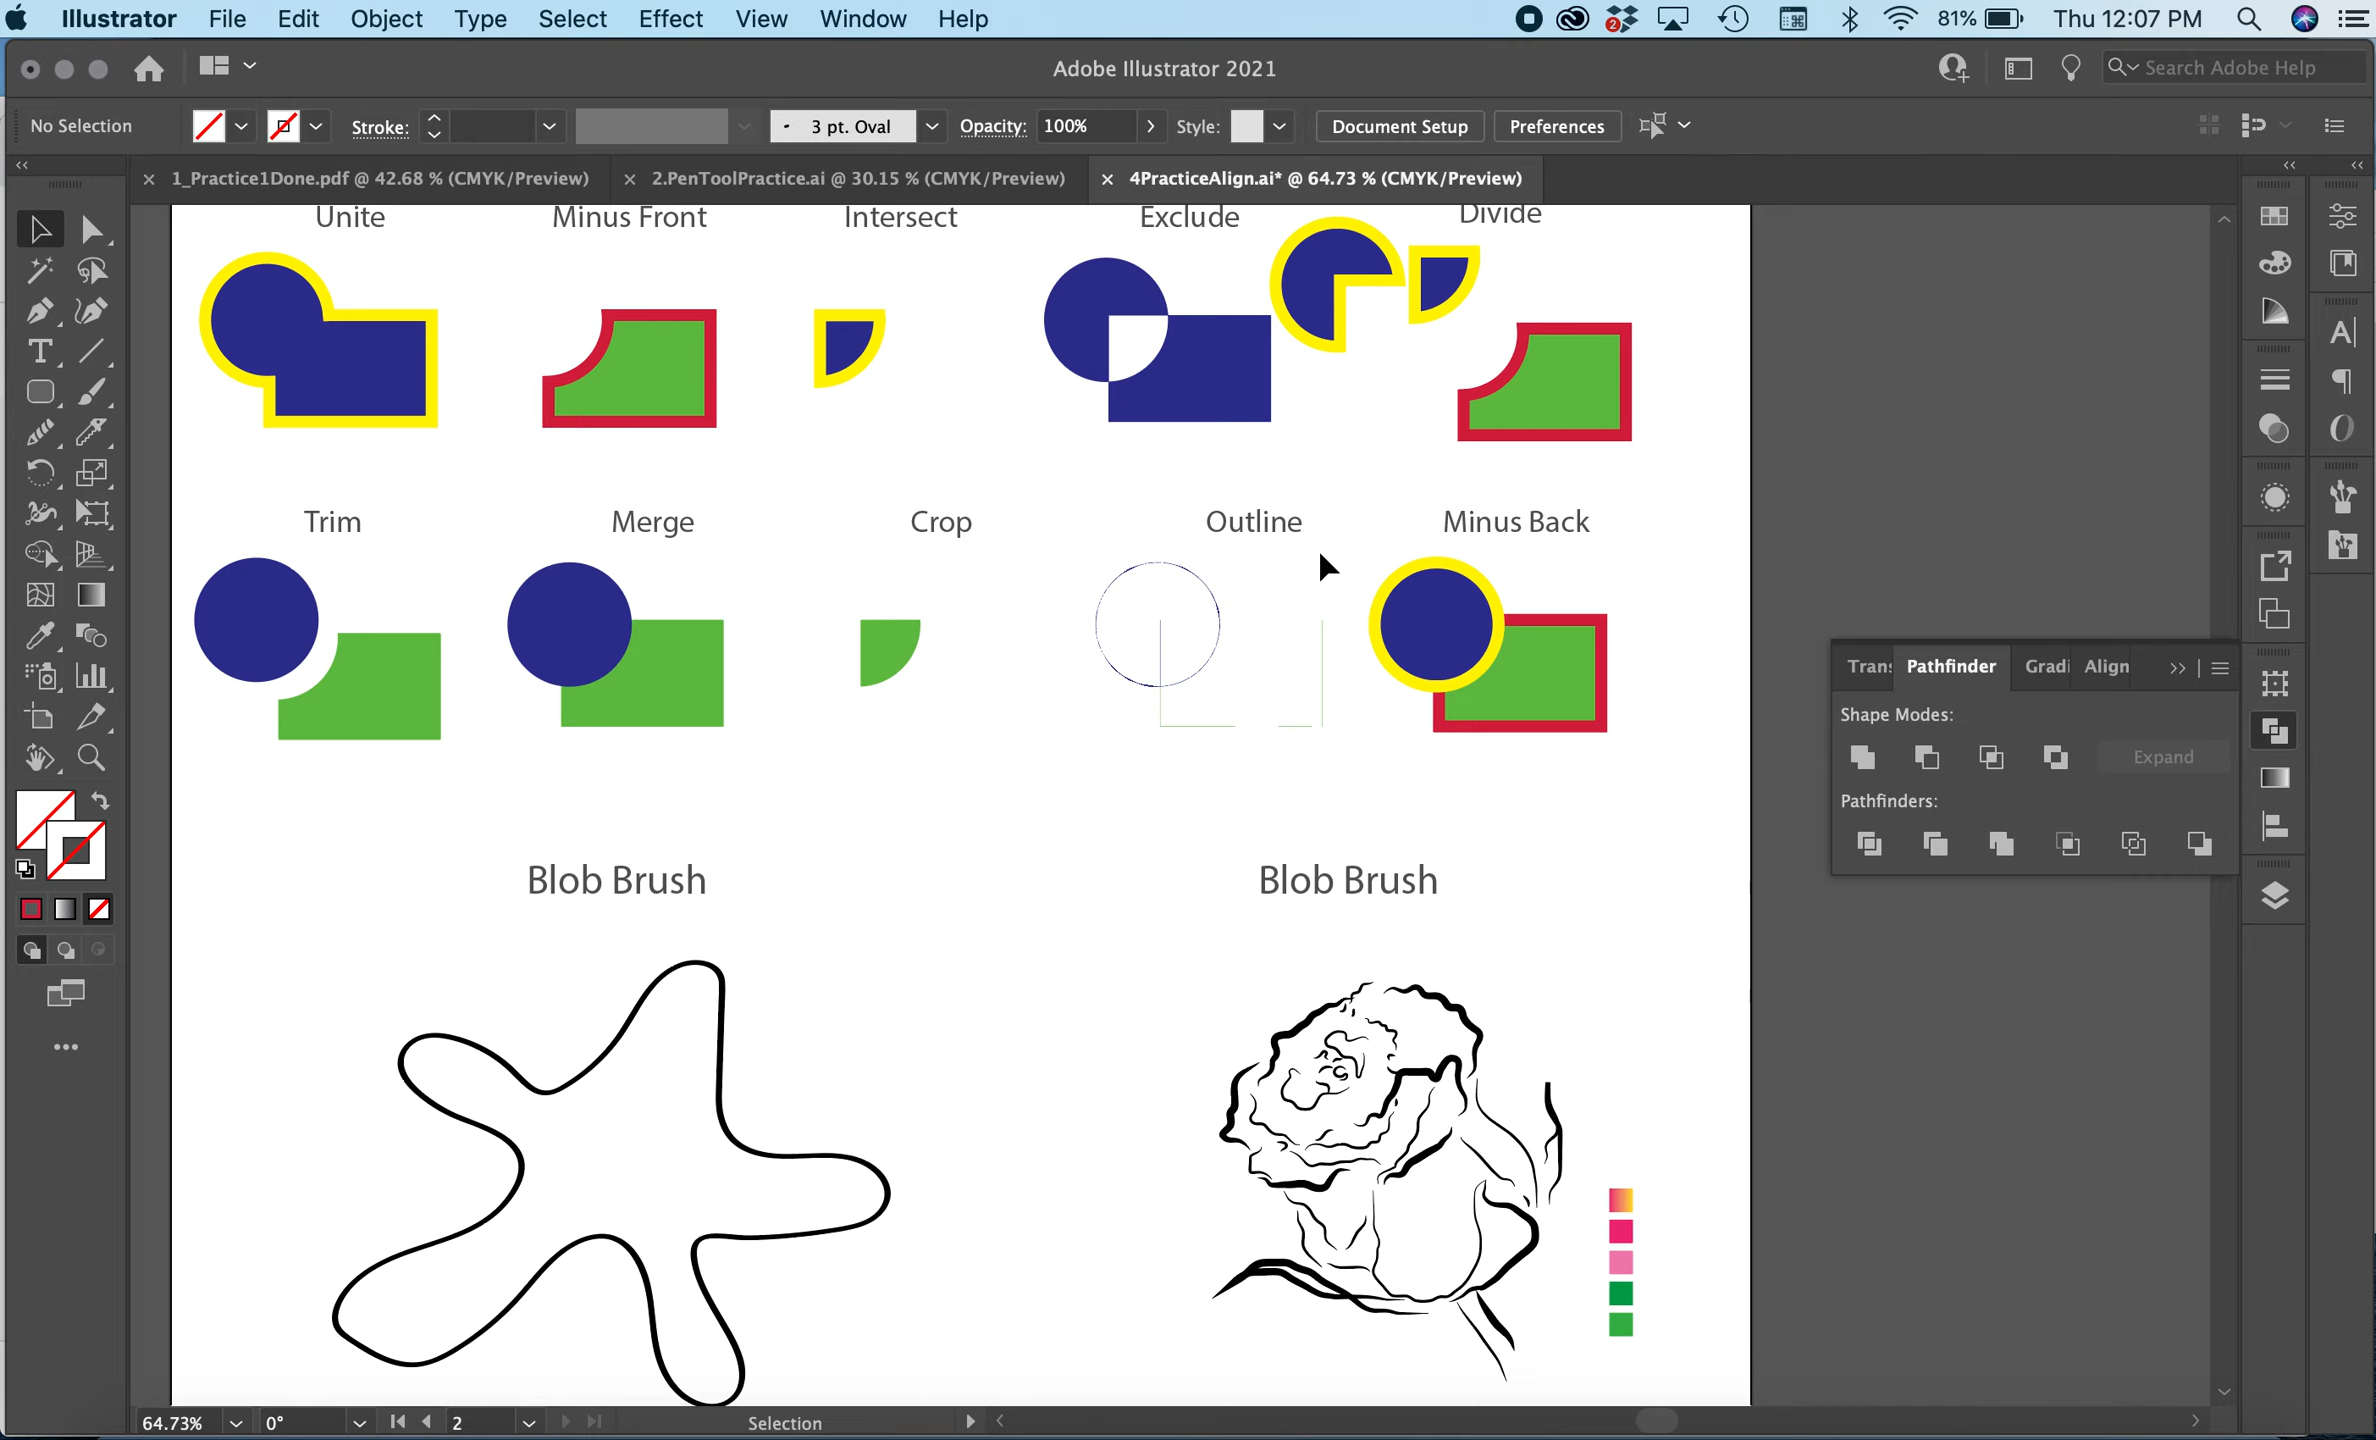 Illustrator File Edit Object Type Select Effect View Window Help
2 81% Thu 12:07 PM
Adobe Illustrator 2021
Search Adobe Help
No Selection Stroke: 3 pt. Oval Opacity: 100% Style: Document Setup Preferences
1_Practice1Done.pdf @ 42.68 % (CMYK/Preview) 2.PenToolPractice.ai @ 30.15 % (CMYK/Preview) 4PracticeAlign.ai* @ 64.73 % (CMYK/Preview)
Unite Minus Front Intersect Exclude Divide
Trim Merge Crop Outline Minus Back
Trans Pathfinder Gradi Align
Shape Modes:
Expand
Pathfinders:
Blob Brush Blob Brush
64.73% 0° 2 Selection